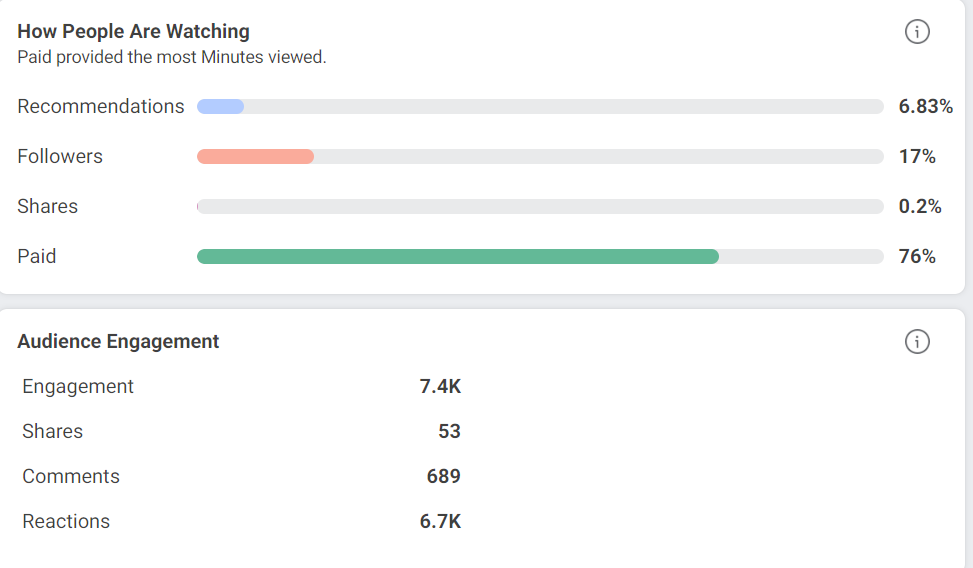 How People Are Watching
Paid provided the most Minutes viewed.
Recommendations 6.83%
Followers 17%
Shares 0.2%
Paid 76%
Audience Engagement
Engagement 7.4K
Shares 53
Comments 689
Reactions 6.7K